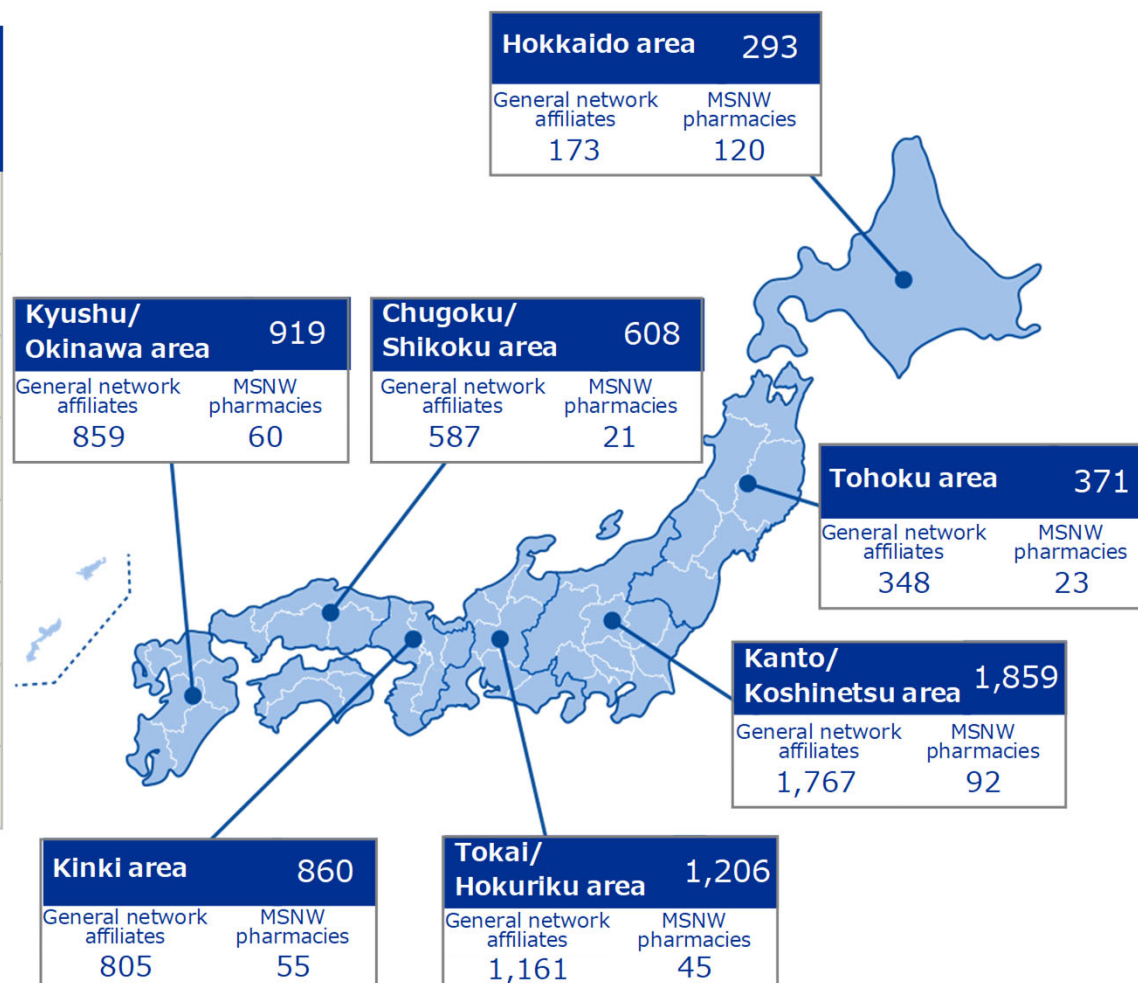 Hokkaido area 293
General network affiliates
MSNW pharmacies
173 120
Kyushu/
Okinawa area 919
General network affiliates
MSNW pharmacies
859 60
Chugoku/
Shikoku area 608
General network affiliates
MSNW pharmacies
587 21
Tohoku area 371
General network affiliates
MSNW pharmacies
348 23
Kanto/
Koshinetsu area 1,859
General network affiliates
MSNW pharmacies
1,767 92
Kinki area 860
General network affiliates
MSNW pharmacies
805 55
Tokai/
Hokuriku area 1,206
General network affiliates
MSNW pharmacies
1,161 45